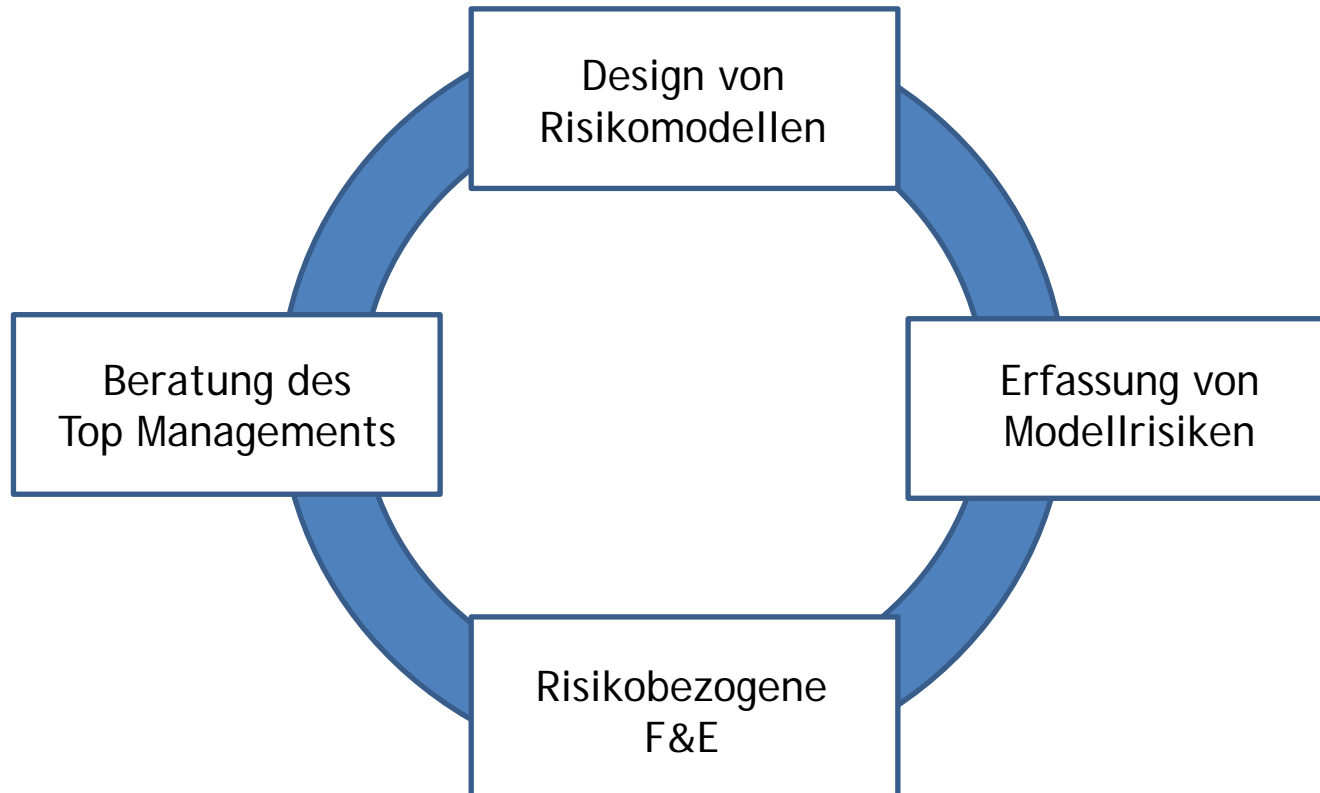 Design von
Risikomodellen
Beratung des
Top Managements
Erfassung von
Modellrisiken
Risikobezogene
F&E